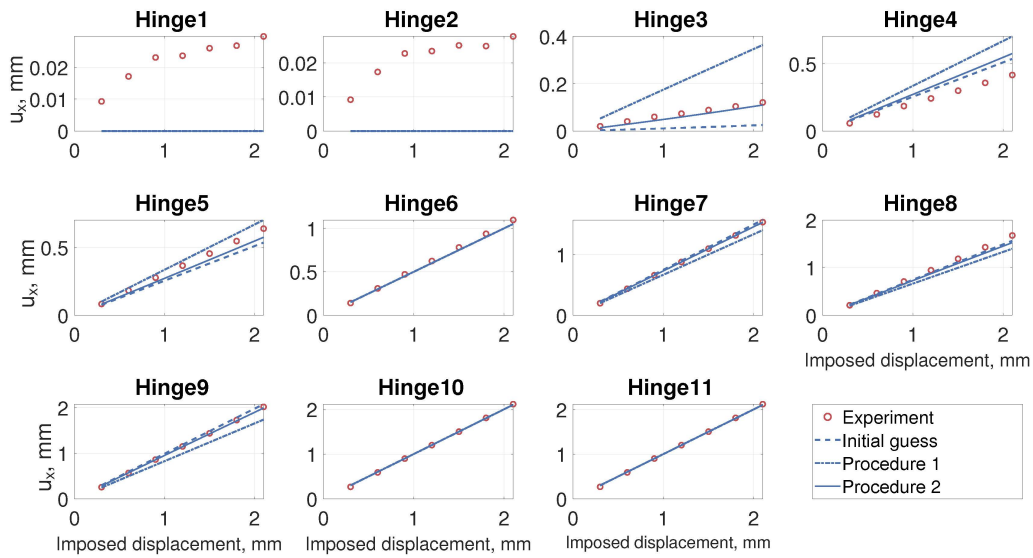 Hinge1 Hinge2 Hinge3 Hinge4
u_x, mm
0.02
0.01
0
0 1 2
0.02
0.01
0
0 1 2
0.4
0.2
0
0 1 2
0.5
0
0 1 2
Hinge5 Hinge6 Hinge7 Hinge8
u_x, mm
0.5
0
0 1 2
1
0.5
0 1 2
1
0
0 1 2
2
1
0
0 1 2
Imposed displacement, mm
Hinge9 Hinge10 Hinge11
u_x, mm
2
1
0
0 1 2
Imposed displacement, mm
2
1
0
0 1 2
Imposed displacement, mm
2
1
0
0 1 2
Imposed displacement, mm
Experiment
Initial guess
Procedure 1
Procedure 2